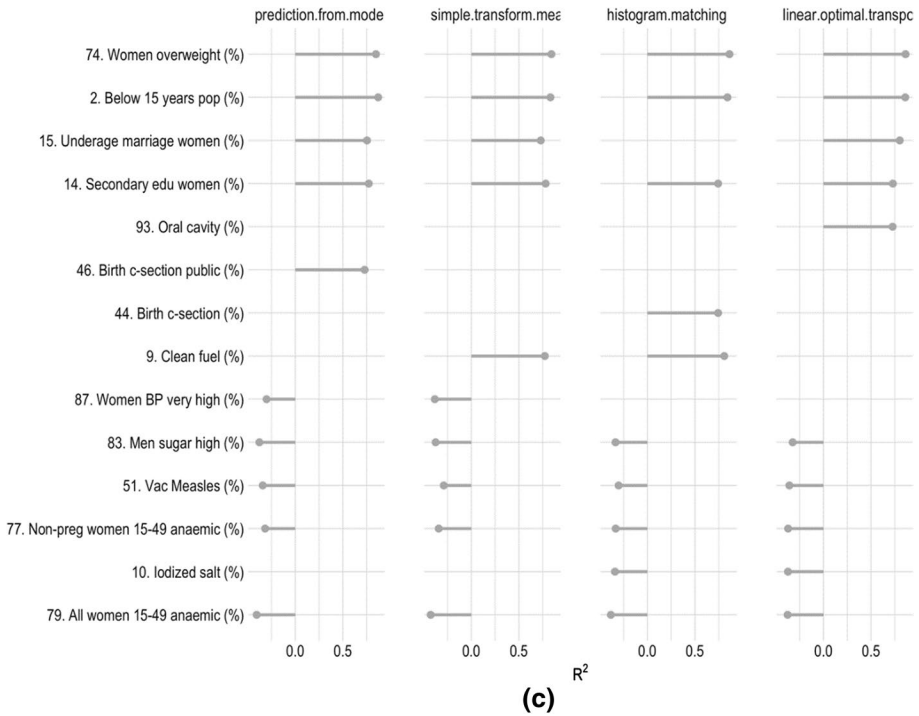 prediction.from.mode simple.transform.mea histogram.matching linear.optimal.transpo
74. Women overweight (%)
2. Below 15 years pop (%)
15. Underage marriage women (%)
14. Secondary edu women (%)
93. Oral cavity (%)
46. Birth c-section public (%)
44. Birth c-section (%)
9. Clean fuel (%)
87. Women BP very high (%)
83. Men sugar high (%)
51. Vac Measles (%)
77. Non-preg women 15-49 anaemic (%)
10. Iodized salt (%)
79. All women 15-49 anaemic (%)
0.0 0.5 0.0 0.5 0.0 0.5 0.0 0.5
R²
(c)